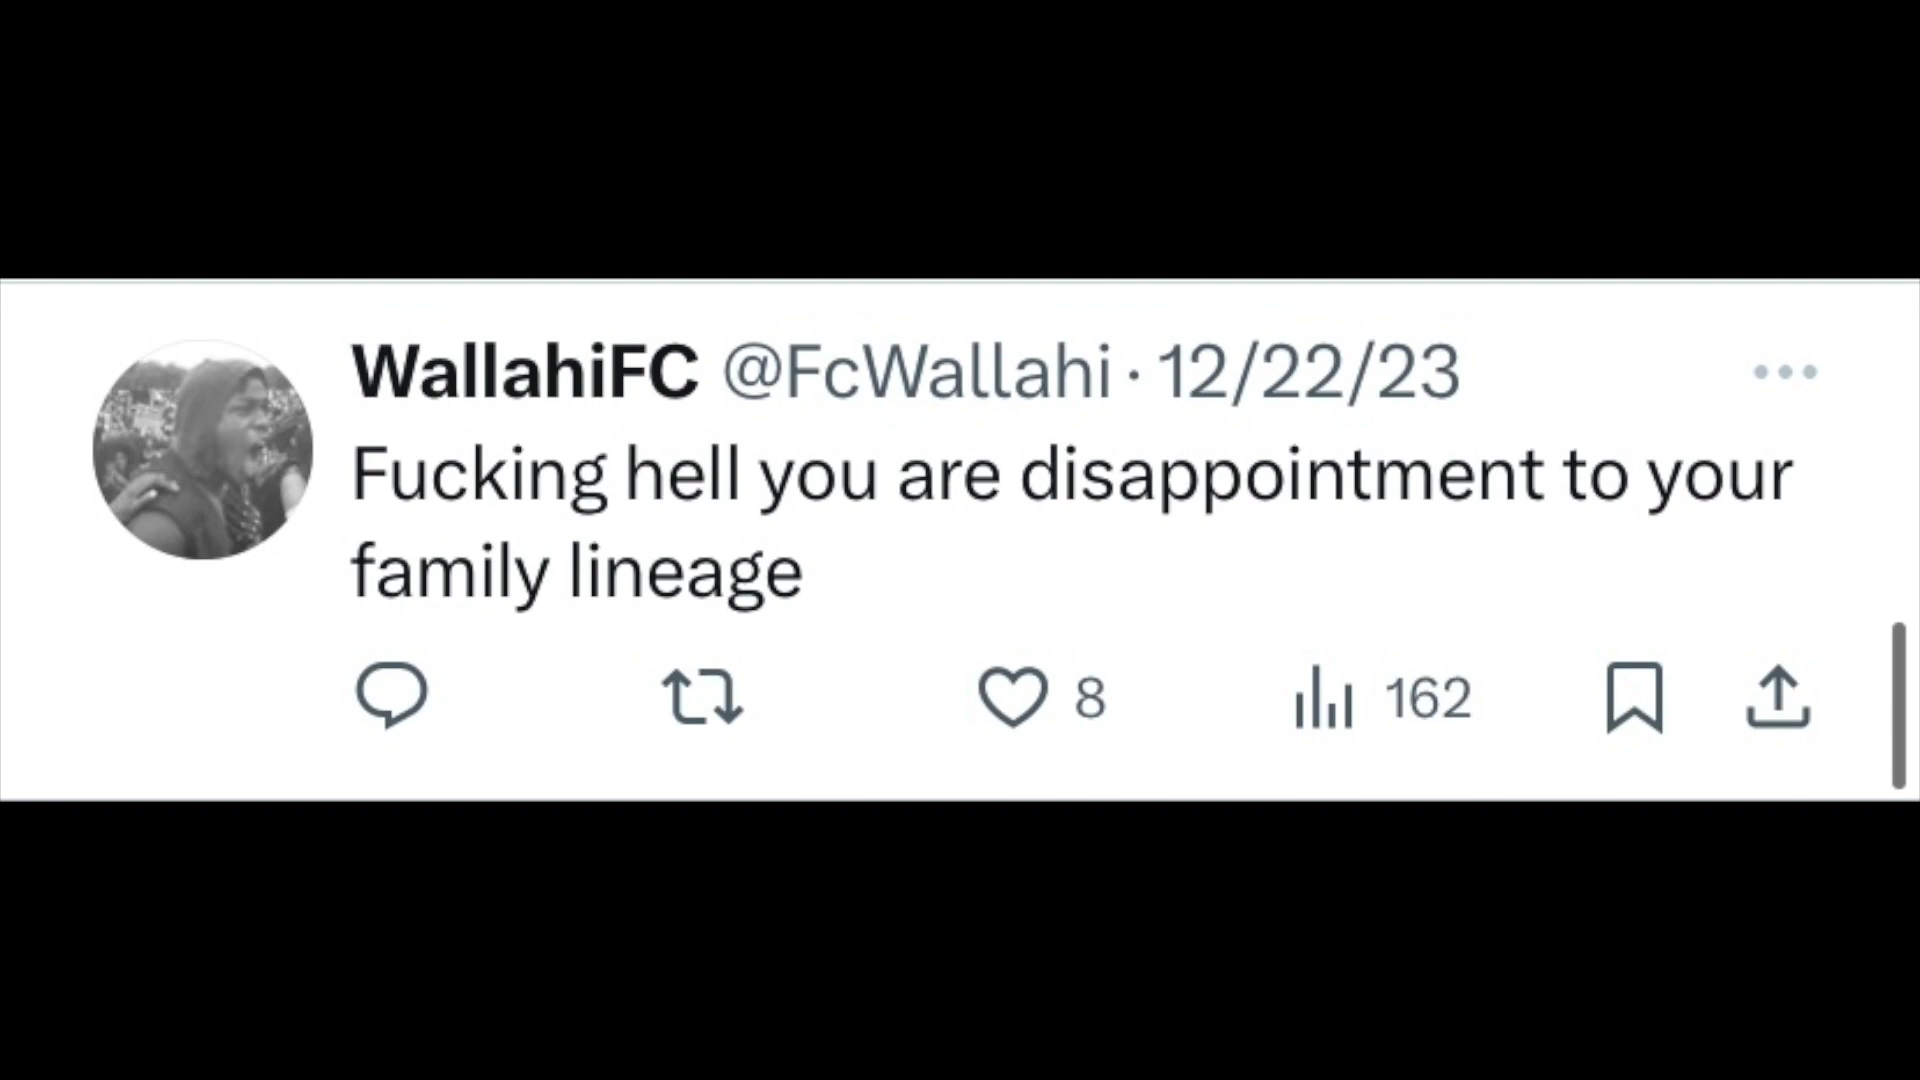 WallahiFC @FcWallahi · 12/22/23
Fucking hell you are disappointment to your
family lineage
8 162